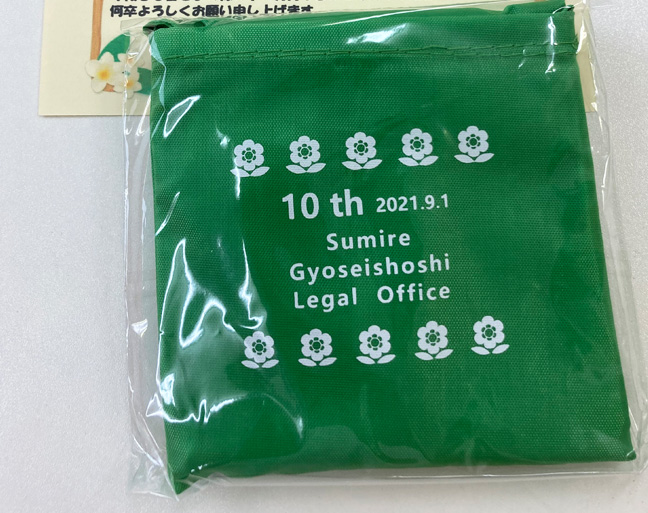 何卒よろしくお願い申し上げます
10 th 2021.9.1
Sumire
Gyoseishoshi
Legal Office